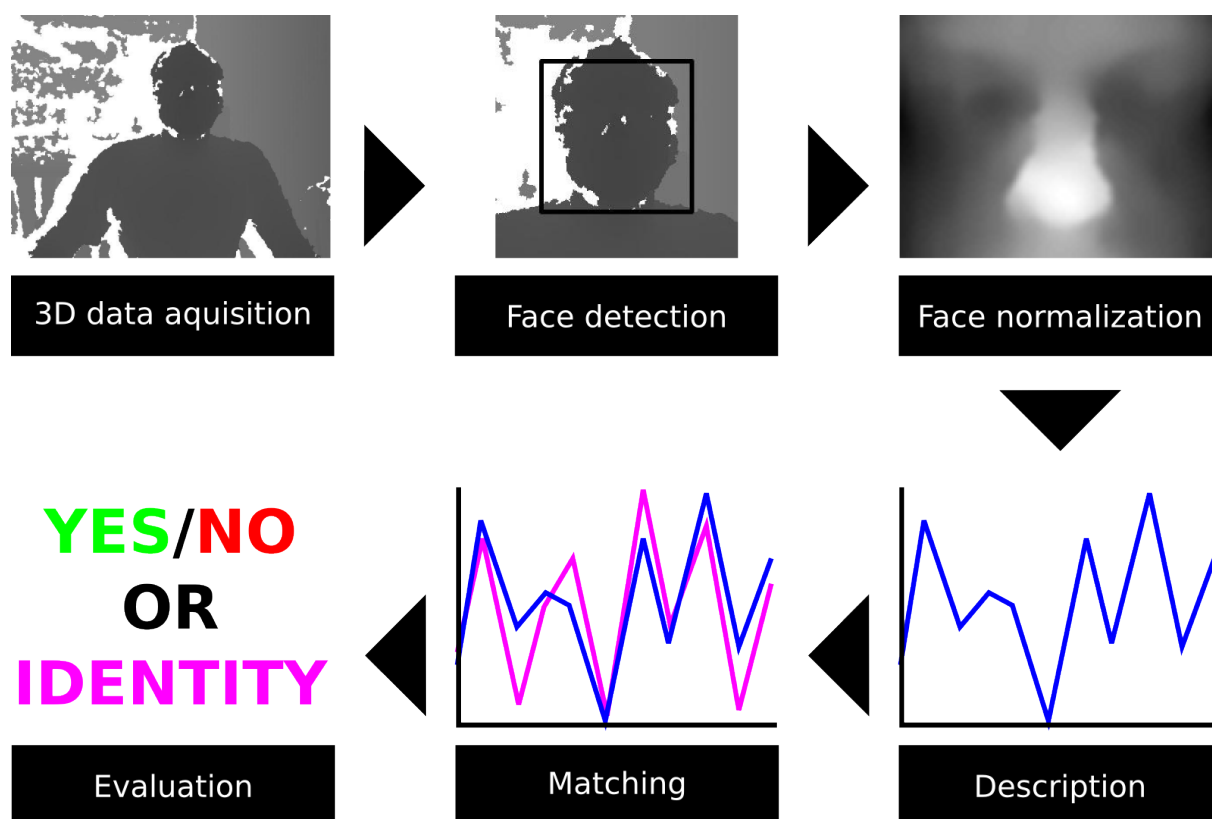 3D data aquisition
Face detection
Face normalization
YES/NO
OR
IDENTITY
Evaluation
Matching
Description